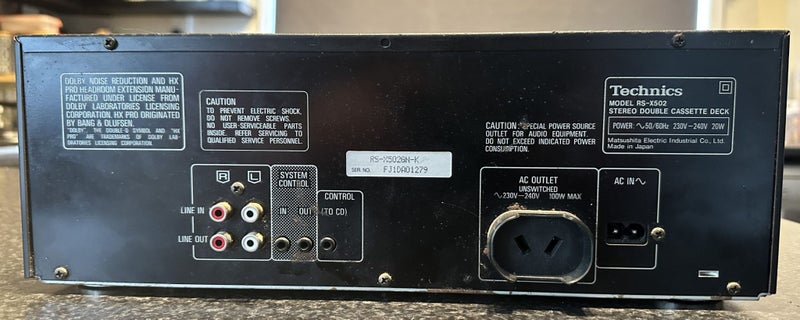 DOLBY NOISE REDUCTION AND HX
PRO HEADROOM EXTENSION MANU-
FACTURED UNDER LICENSE FROM
DOLBY LABORATORIES LICENSING
CORPORATION. HX PRO ORIGINATED
BY BANG & OLUFSEN.
"DOLBY", THE DOUBLE-D SYMBOL AND "HX
PRO" ARE TRADEMARKS OF DOLBY LAB-
ORATORIES LICENSING CORPORATION.
CAUTION
TO PREVENT ELECTRIC SHOCK,
DO NOT REMOVE SCREWS.
NO USER-SERVICEABLE PARTS
INSIDE. REFER SERVICING TO
QUALIFIED SERVICE PERSONNEL.
RS-X502GN-K
SER NO. FJ1DA01279
CAUTION: SPECIAL POWER SOURCE
OUTLET FOR AUDIO EQUIPMENT.
DO NOT EXCEED INDICATED POWER
CONSUMPTION.
Technics
MODEL RS-X502
STEREO DOUBLE CASSETTE DECK
POWER: ∿50/60Hz 230V~240V 20W
Matsushita Electric Industrial Co., Ltd.
Made in Japan
R L
LINE IN
LINE OUT
SYSTEM
CONTROL
IN OUT
CONTROL
(TO CD)
AC OUTLET
UNSWITCHED
∿230V~240V 100W MAX
AC IN∿